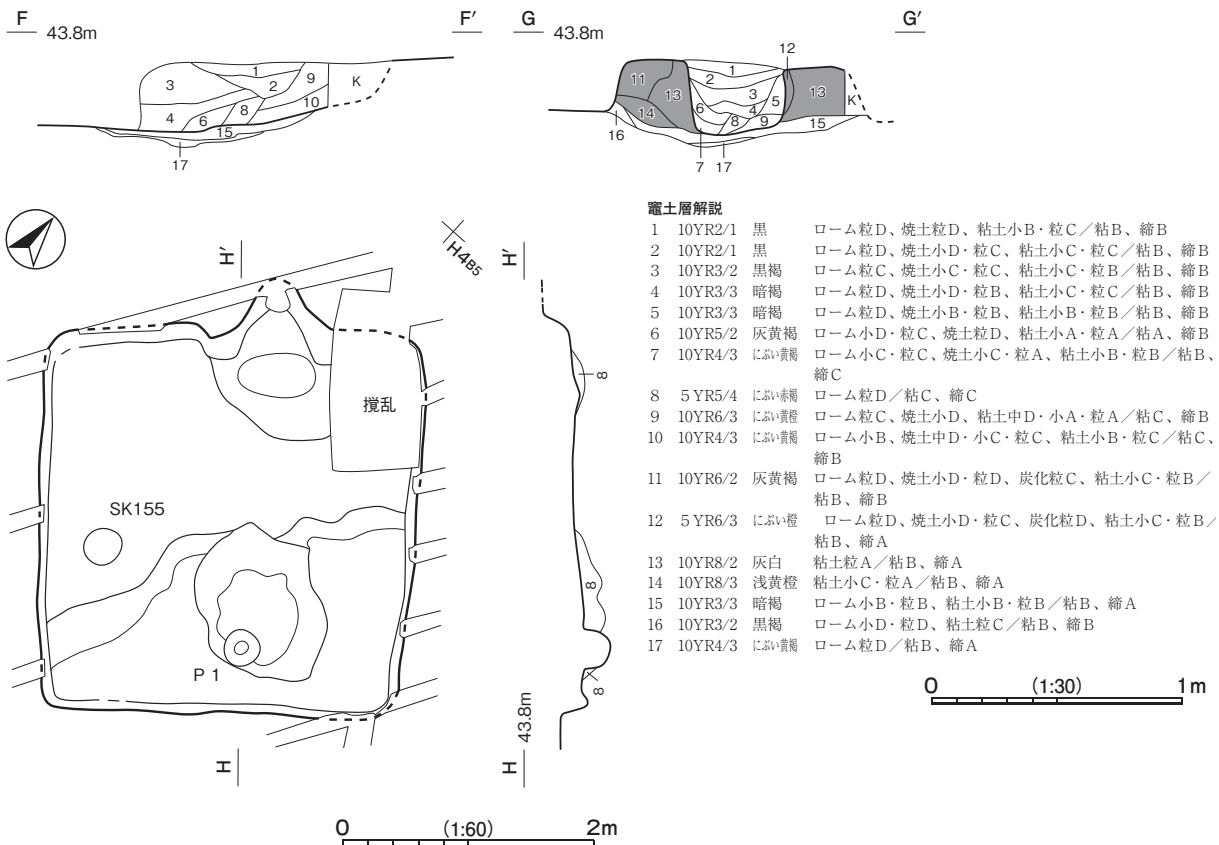 F 43.8m F′
1
3
2
9
K
10
4
6
8
15
17
G 43.8m G′
12
11
1
2
13
3
5
13
K
14
6
4
8
9
15
16
7 17
竈土層解説
1 10YR2/1 黒 ローム粒D、焼土粒D、粘土小B・粒C／粘B、締B
2 10YR2/1 黒 ローム粒D、焼土小D・粒C、粘土小C・粒C／粘B、締B
3 10YR3/2 黒褐 ローム粒C、焼土小C・粒C、粘土小C・粒B／粘B、締B
4 10YR3/3 暗褐 ローム粒D、焼土小D・粒B、粘土小C・粒C／粘B、締B
5 10YR3/3 暗褐 ローム粒D、焼土小B・粒B、粘土小B・粒B／粘B、締B
6 10YR5/2 灰黄褐 ローム小D・粒C、焼土粒D、粘土小A・粒A／粘A、締B
7 10YR4/3 にぶい黄褐 ローム小C・粒C、焼土小C・粒A、粘土小B・粒B／粘B、
締C
8 5YR5/4 にぶい赤褐 ローム粒D／粘C、締C
9 10YR6/3 にぶい黄橙 ローム粒C、焼土小D、粘土中D・小A・粒A／粘C、締B
10 10YR4/3 にぶい黄褐 ローム小B、焼土中D・小C・粒C、粘土小B・粒C／粘C、
締B
11 10YR6/2 灰黄褐 ローム粒D、焼土小D・粒D、炭化粒C、粘土小C・粒B／
粘B、締B
12 5YR6/3 にぶい橙 ローム粒D、焼土小D・粒C、炭化粒D、粘土小C・粒B／
粘B、締A
13 10YR8/2 灰白 粘土粒A／粘B、締A
14 10YR8/3 浅黄橙 粘土小C・粒A／粘B、締A
15 10YR3/3 暗褐 ローム小B・粒B、粘土小B・粒B／粘B、締A
16 10YR3/2 黒褐 ローム小D・粒D、粘土粒C／粘B、締B
17 10YR4/3 にぶい黄褐 ローム粒D／粘B、締A
H′
H4B5
撹乱
SK155
P 1
H
H′
8
8
8
H 43.8m
0 (1:30) 1m
0 (1:60) 2m